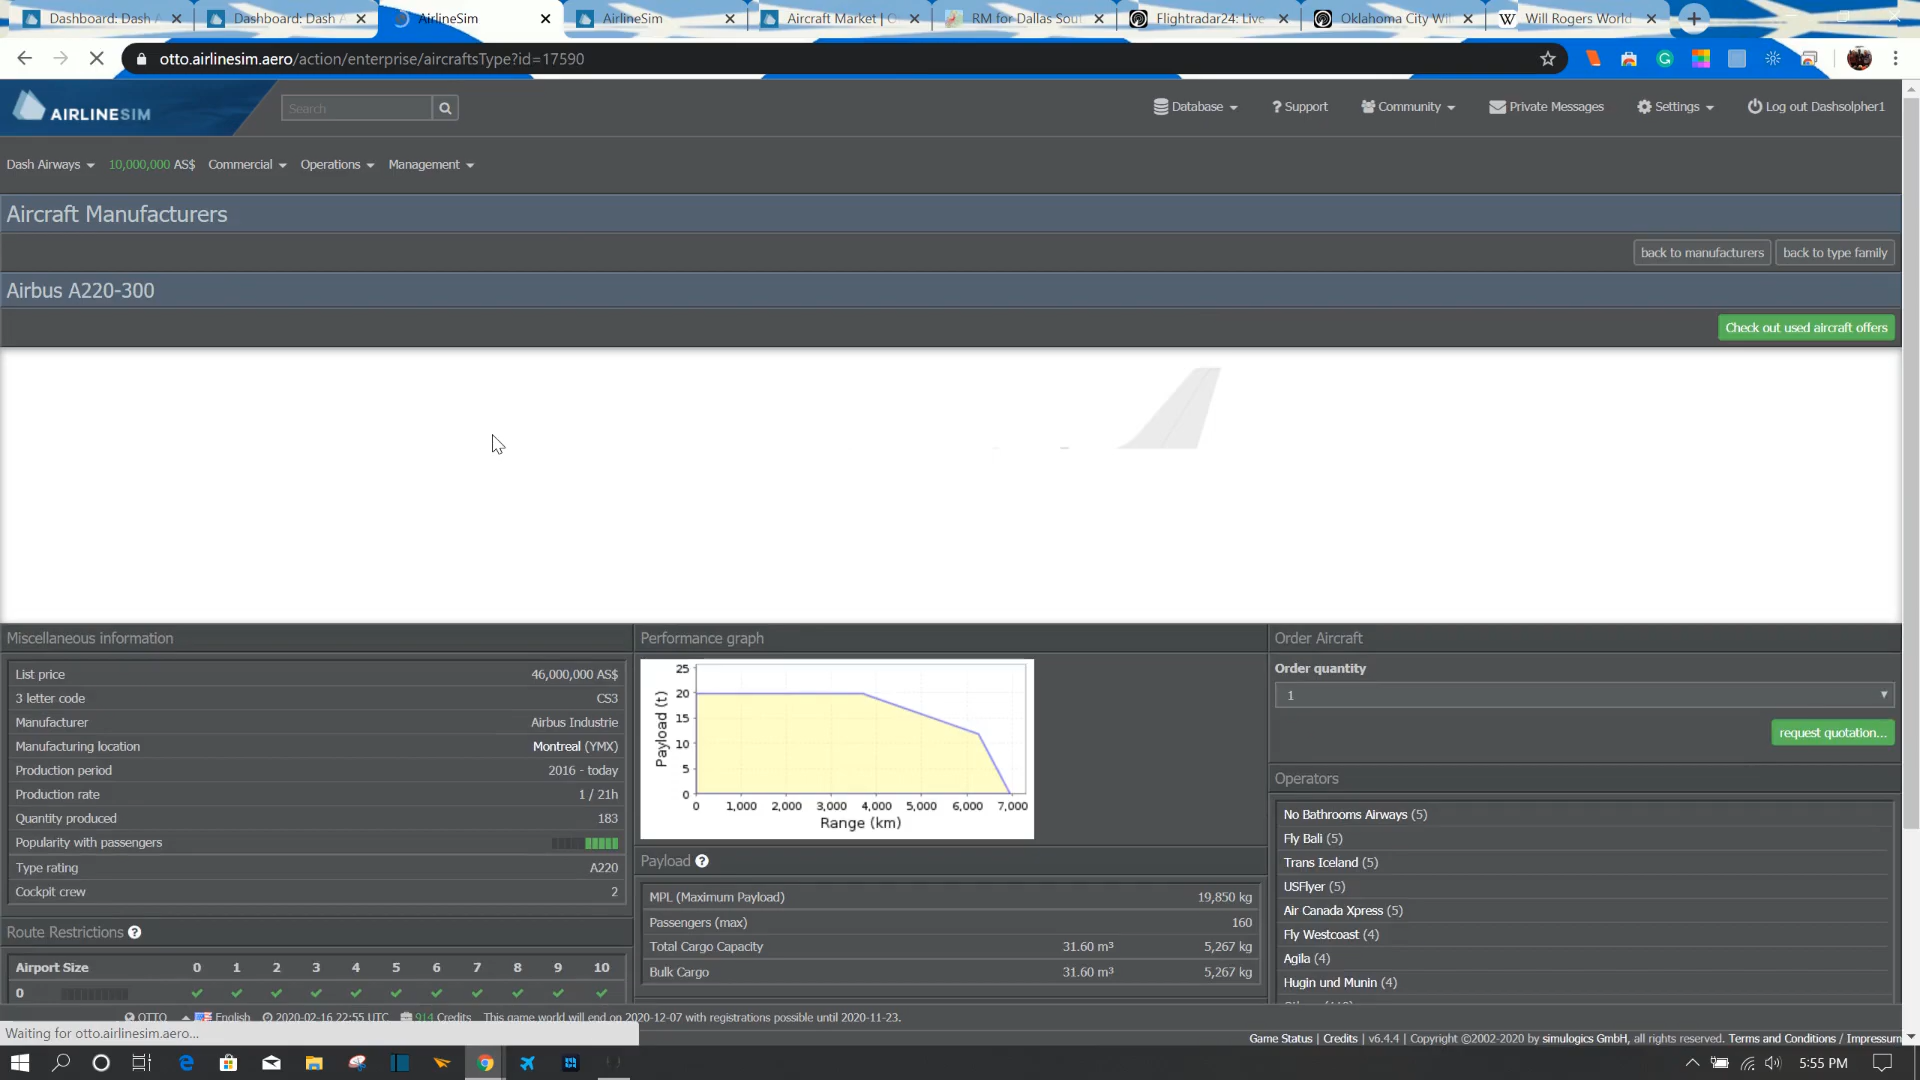 Dashboard: Dash A
Dashboard: Dash A
AirlineSim
AirlineSim
Aircraft Market | O
RM for Dallas Sout
Flightradar24: Live
Oklahoma City Wil
Will Rogers World
otto.airlinesim.aero/action/enterprise/aircraftsType?id=17590
AIRLINESIM
Search
Database
? Support
Community
Private Messages
Settings
Log out Dashsolpher1
Dash Airways
10,000,000 AS$
Commercial
Operations
Management
Aircraft Manufacturers
back to manufacturers
back to type family
Airbus A220-300
Check out used aircraft offers
Miscellaneous information
List price 46,000,000 AS$
3 letter code CS3
Manufacturer Airbus Industrie
Manufacturing location Montreal (YMX)
Production period 2016 - today
Production rate 1 / 21h
Quantity produced 183
Popularity with passengers
Type rating A220
Cockpit crew 2
Route Restrictions ?
Airport Size 0 1 2 3 4 5 6 7 8 9 10
0
Performance graph
25
20
15
10
5
0
Payload (t)
0 1,000 2,000 3,000 4,000 5,000 6,000 7,000
Range (km)
Payload ?
MPL (Maximum Payload) 19,850 kg
Passengers (max) 160
Total Cargo Capacity 31.60 m³ 5,267 kg
Bulk Cargo 31.60 m³ 5,267 kg
Order Aircraft
Order quantity
1
request quotation...
Operators
No Bathrooms Airways (5)
Fly Bali (5)
Trans Iceland (5)
USFlyer (5)
Air Canada Xpress (5)
Fly Westcoast (4)
Agila (4)
Hugin und Munin (4)
OTTO English 2020-02-16 22:55 UTC 914 Credits This game world will end on 2020-12-07 with registrations possible until 2020-11-23.
Waiting for otto.airlinesim.aero...
Game Status | Credits | v6.4.4 | Copyright ©2002-2020 by simulogics GmbH, all rights reserved. Terms and Conditions / Impressum
5:55 PM